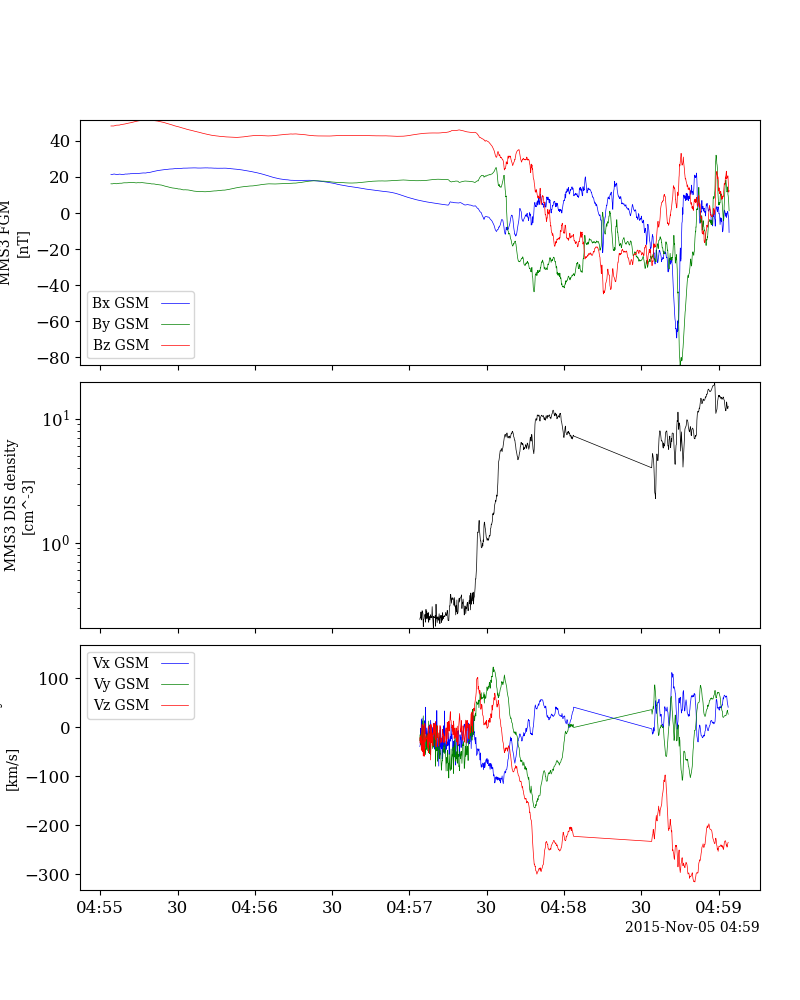 40
20
0
−20
−40
−60
−80
MMS3 FGM
[nT]
Bx GSM
By GSM
Bz GSM
10^1
10^0
MMS3 DIS density
[cm^-3]
100
0
−100
−200
−300
[km/s]
Vx GSM
Vy GSM
Vz GSM
04:55 30 04:56 30 04:57 30 04:58 30 04:59
2015-Nov-05 04:59